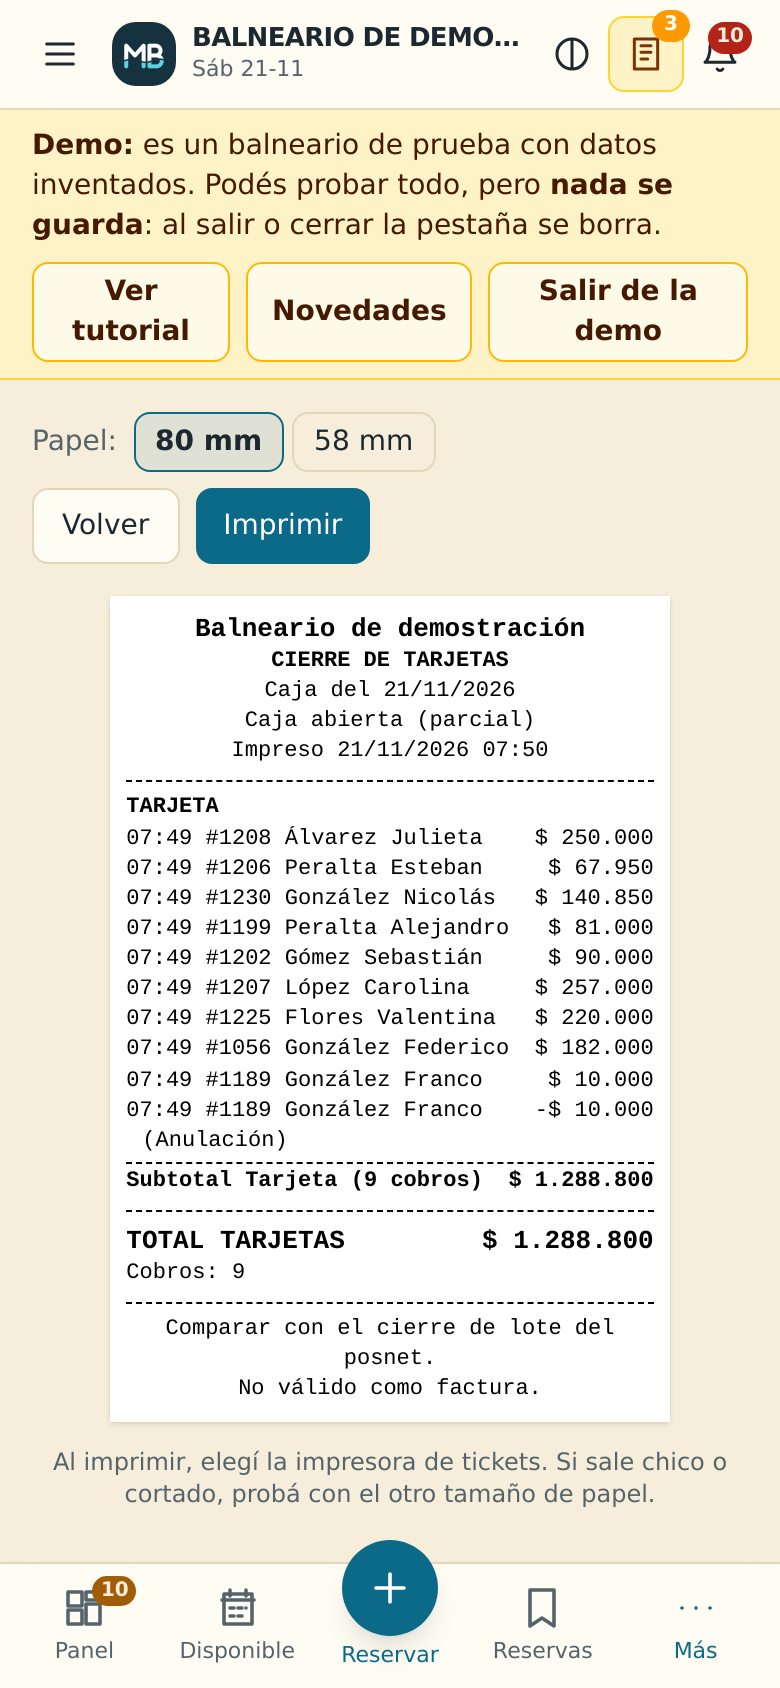 MB
BALNEARIO DE DEMO...
Sáb 21-11
3
10
Demo: es un balneario de prueba con datos
inventados. Podés probar todo, pero nada se
guarda: al salir o cerrar la pestaña se borra.
Ver
tutorial
Novedades
Salir de la
demo
Papel:
80 mm
58 mm
Volver
Imprimir
Balneario de demostración
CIERRE DE TARJETAS
Caja del 21/11/2026
Caja abierta (parcial)
Impreso 21/11/2026 07:50
TARJETA
07:49 #1208 Álvarez Julieta $ 250.000
07:49 #1206 Peralta Esteban $ 67.950
07:49 #1230 González Nicolás $ 140.850
07:49 #1199 Peralta Alejandro $ 81.000
07:49 #1202 Gómez Sebastián $ 90.000
07:49 #1207 López Carolina $ 257.000
07:49 #1225 Flores Valentina $ 220.000
07:49 #1056 González Federico $ 182.000
07:49 #1189 González Franco $ 10.000
07:49 #1189 González Franco -$ 10.000
(Anulación)
Subtotal Tarjeta (9 cobros) $ 1.288.800
TOTAL TARJETAS $ 1.288.800
Cobros: 9
Comparar con el cierre de lote del
posnet.
No válido como factura.
Al imprimir, elegí la impresora de tickets. Si sale chico o
cortado, probá con el otro tamaño de papel.
10
Panel
Disponible
Reservar
Reservas
Más